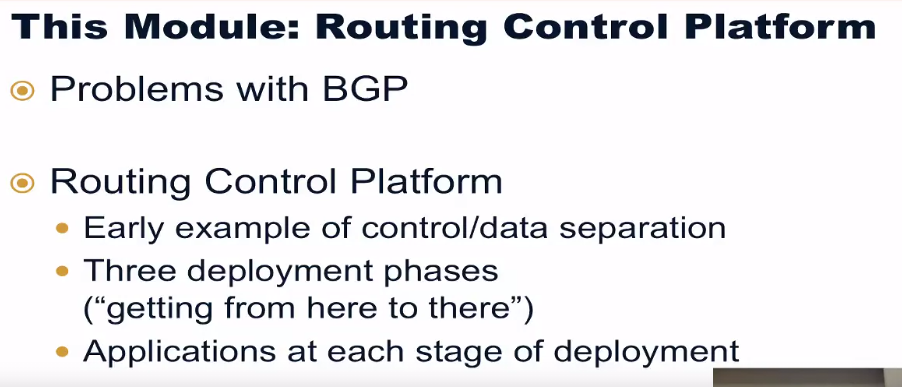 This Module: Routing Control Platform
Problems with BGP
Routing Control Platform
Early example of control/data separation
Three deployment phases
(“getting from here to there”)
Applications at each stage of deployment